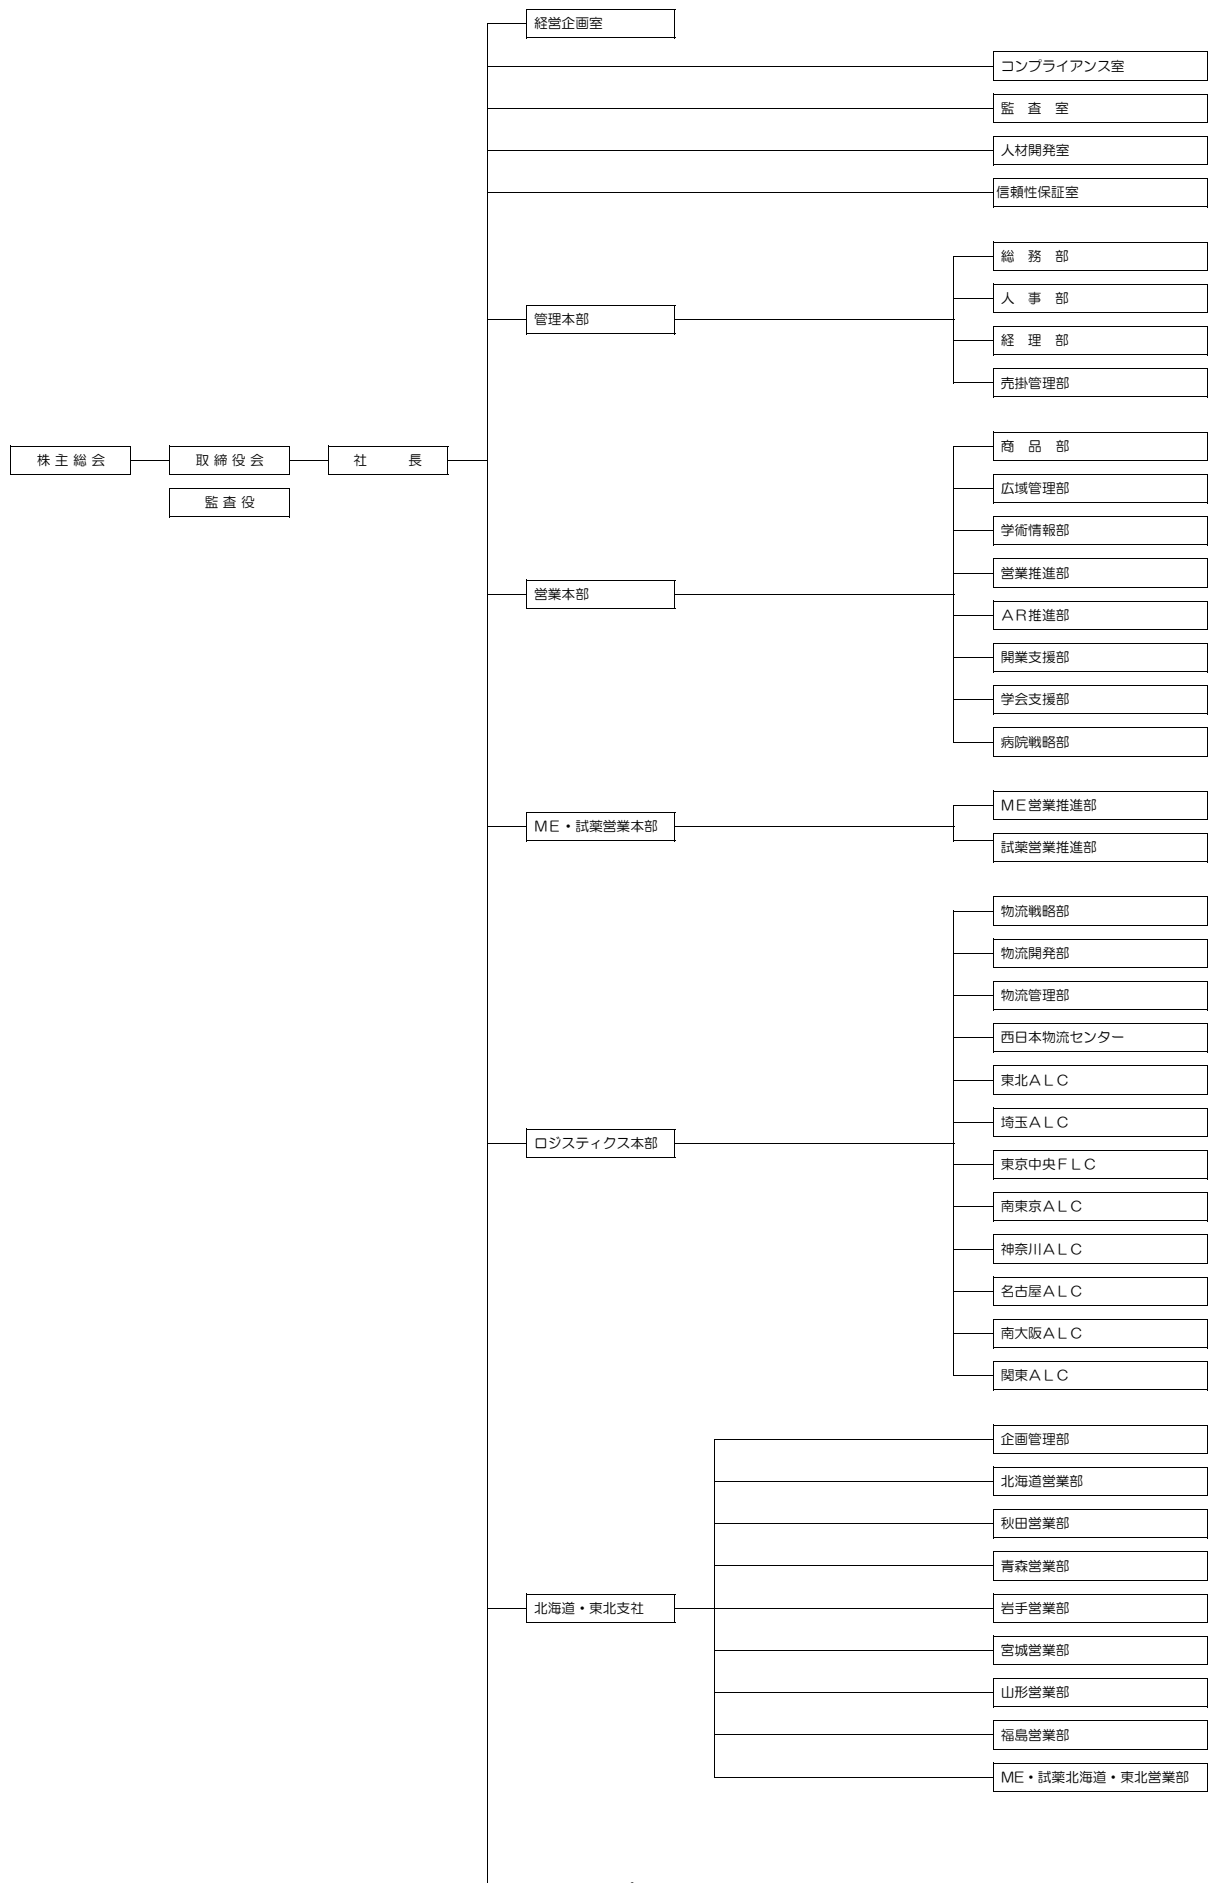 経営企画室
コンプライアンス室
監　査　室
人材開発室
信頼性保証室
総　務　部
人　事　部
管理本部
経　理　部
売掛管理部
株 主 総 会
取 締 役 会
社　　　長
監 査 役
商　品　部
広域管理部
学術情報部
営業推進部
営業本部
ＡＲ推進部
開業支援部
学会支援部
病院戦略部
ＭＥ・試薬営業本部
ＭＥ営業推進部
試薬営業推進部
物流戦略部
物流開発部
物流管理部
西日本物流センター
東北ＡＬＣ
埼玉ＡＬＣ
ロジスティクス本部
東京中央ＦＬＣ
南東京ＡＬＣ
神奈川ＡＬＣ
名古屋ＡＬＣ
南大阪ＡＬＣ
関東ＡＬＣ
企画管理部
北海道営業部
秋田営業部
青森営業部
北海道・東北支社
岩手営業部
宮城営業部
山形営業部
福島営業部
ME・試薬北海道・東北営業部